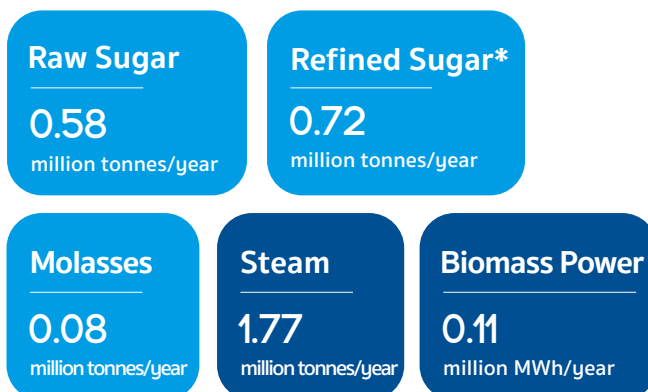 Raw Sugar
0.58
million tonnes/year
Refined Sugar*
0.72
million tonnes/year
Molasses
0.08
million tonnes/year
Steam
1.77
million tonnes/year
Biomass Power
0.11
million MWh/year